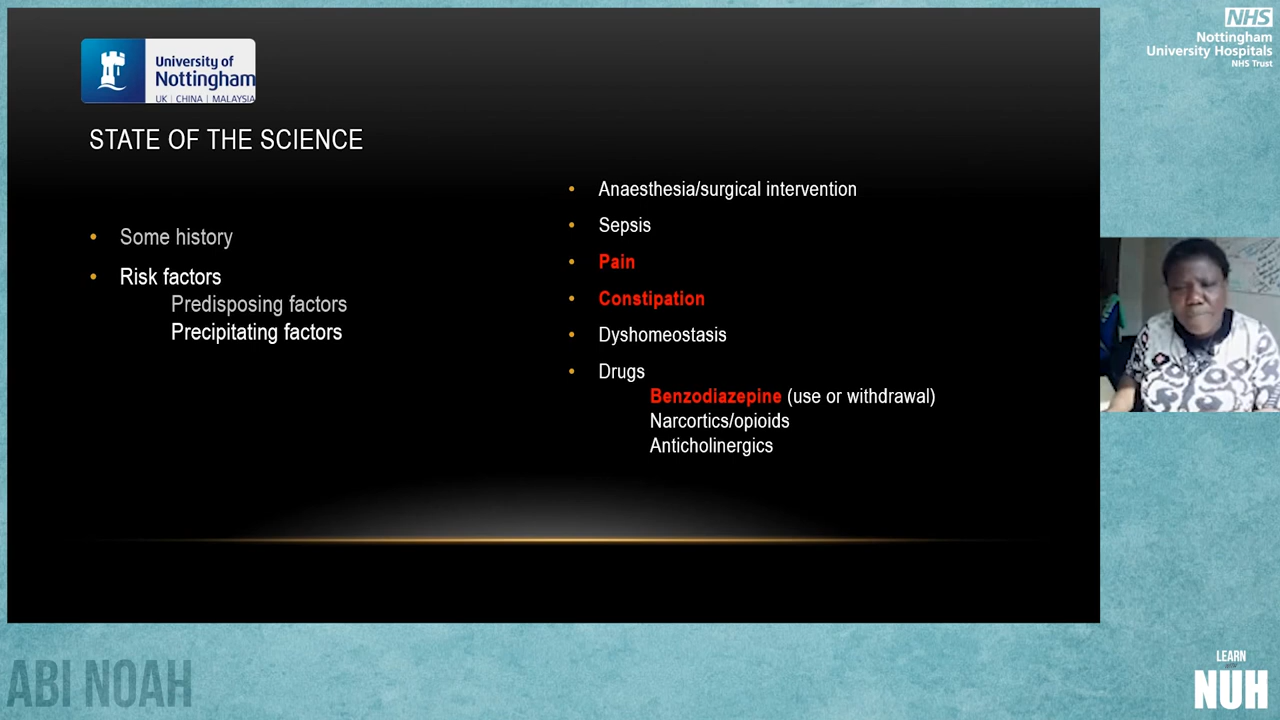 University of
Nottingham
UK | CHINA | MALAYSIA
STATE OF THE SCIENCE
• Some history
• Risk factors
Predisposing factors
Precipitating factors
• Anaesthesia/surgical intervention
• Sepsis
• Pain
• Constipation
• Dyshomeostasis
• Drugs
Benzodiazepine (use or withdrawal)
Narcortics/opioids
Anticholinergics
NHS
Nottingham
University Hospitals
NHS Trust
ABI NOAH
LEARN
NUH